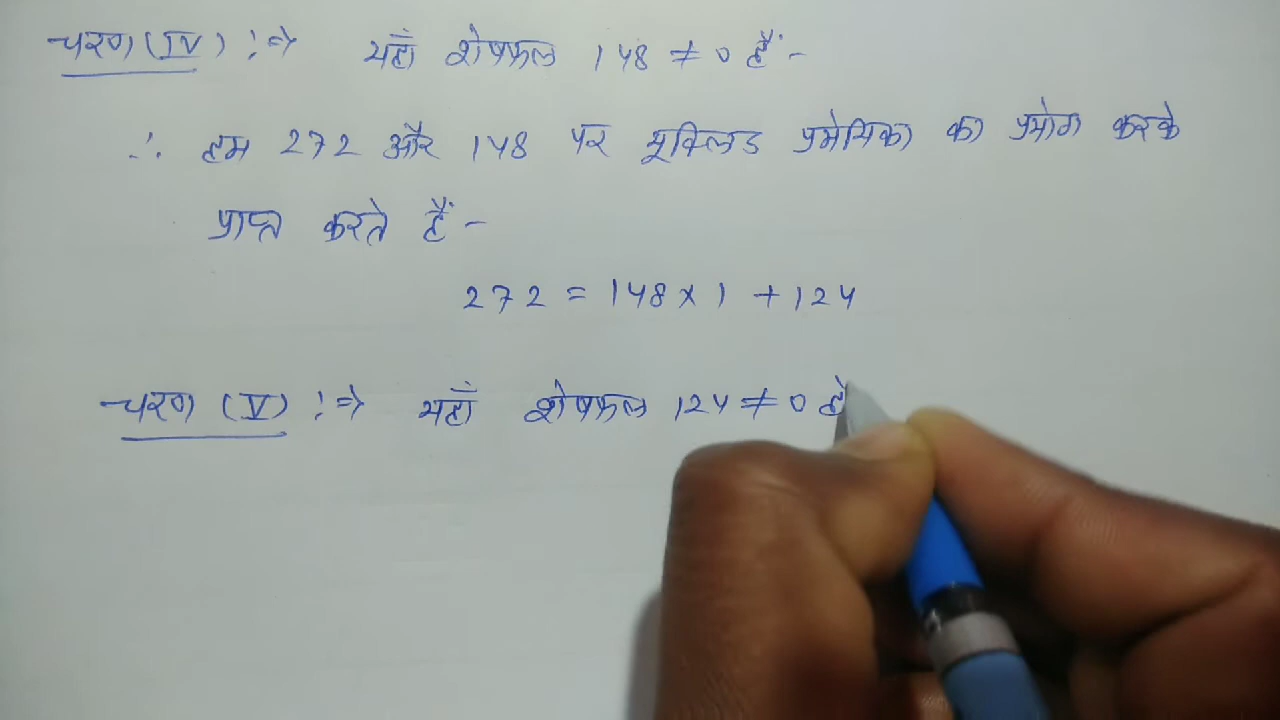 चरण (IV) :⇒ यहाँ शेषफल 148 ≠ 0 हैं -
∴ हम 272 और 148 पर यूक्लिड प्रमेयिका का प्रयोग करके
प्राप्त करते हैं -
272 = 148 × 1 + 124
चरण (V) :⇒ यहाँ शेषफल 124 ≠ 0 है